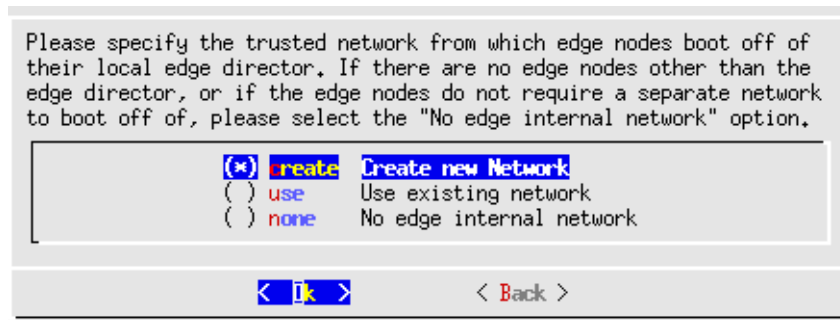 Please specify the trusted network from which edge nodes boot off of
their local edge director. If there are no edge nodes other than the
edge director, or if the edge nodes do not require a separate network
to boot off of, please select the "No edge internal network" option.
(*) create Create new Network
( ) use Use existing network
( ) none No edge internal network
< Ok > < Back >